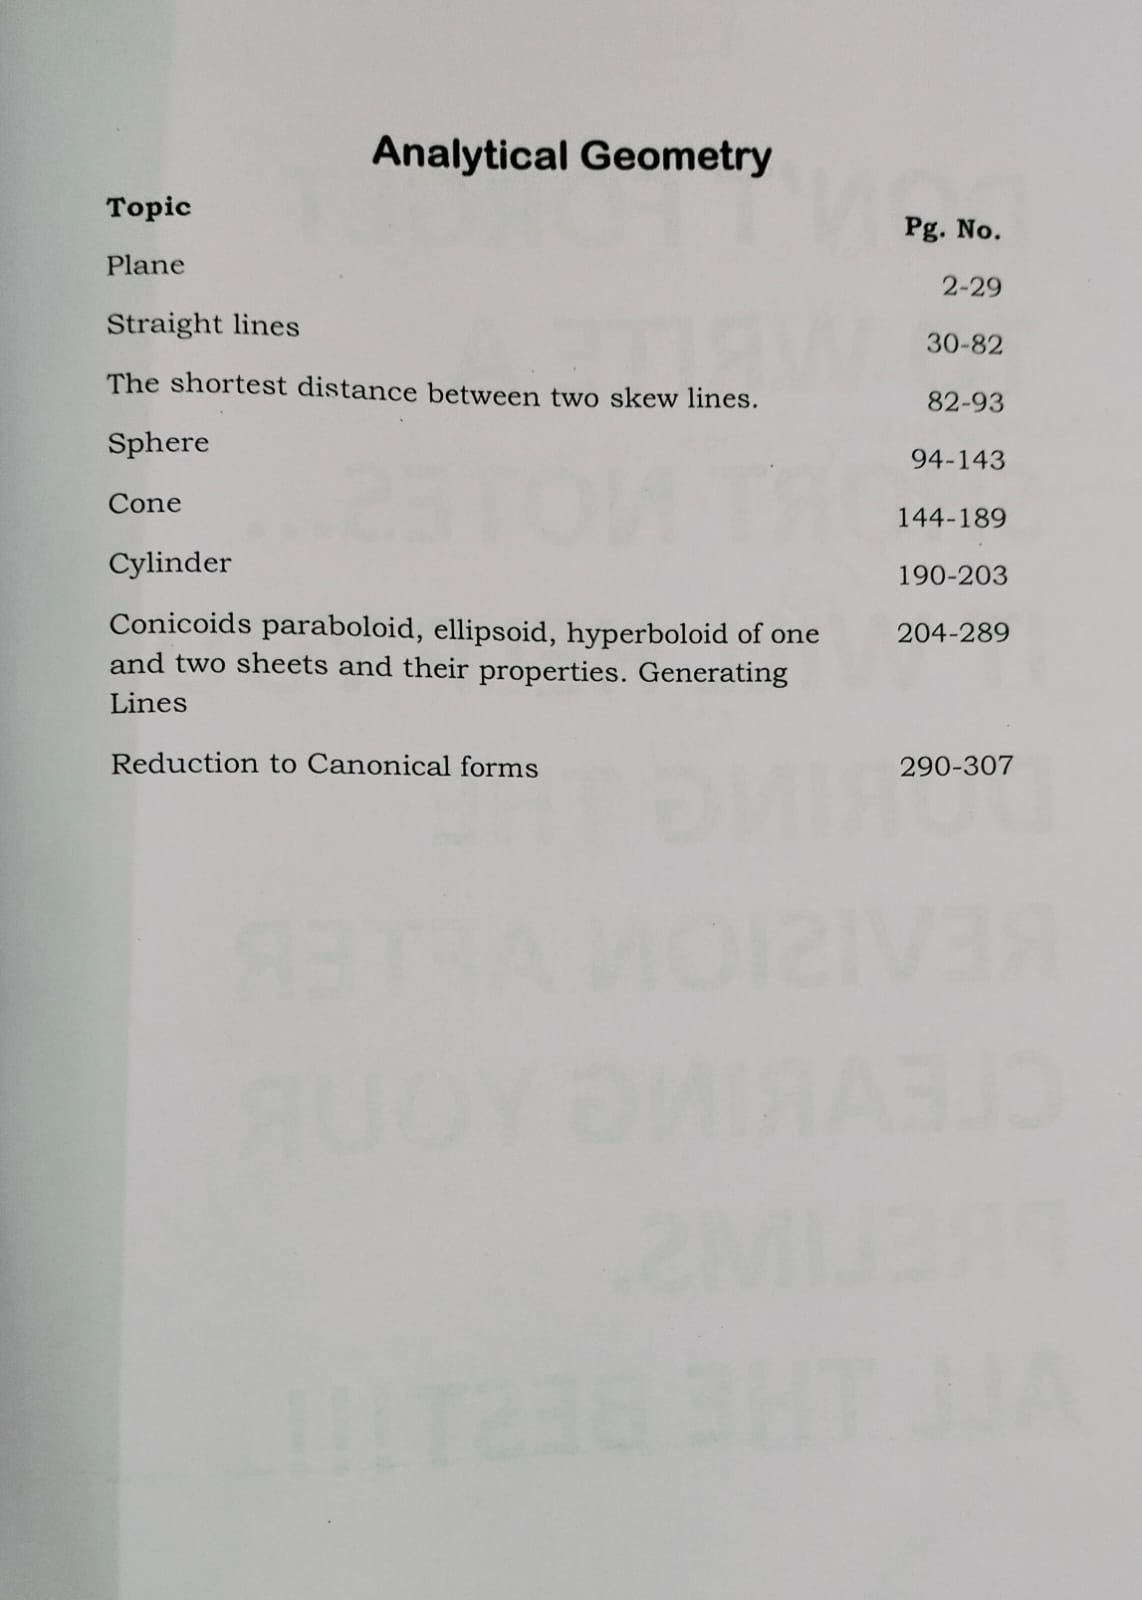 Analytical Geometry
Topic
Pg. No.
Plane
2-29
Straight lines
30-82
The shortest distance between two skew lines.
82-93
Sphere
94-143
Cone
144-189
Cylinder
190-203
Conicoids paraboloid, ellipsoid, hyperboloid of one
204-289
and two sheets and their properties. Generating
Lines
Reduction to Canonical forms
290-307